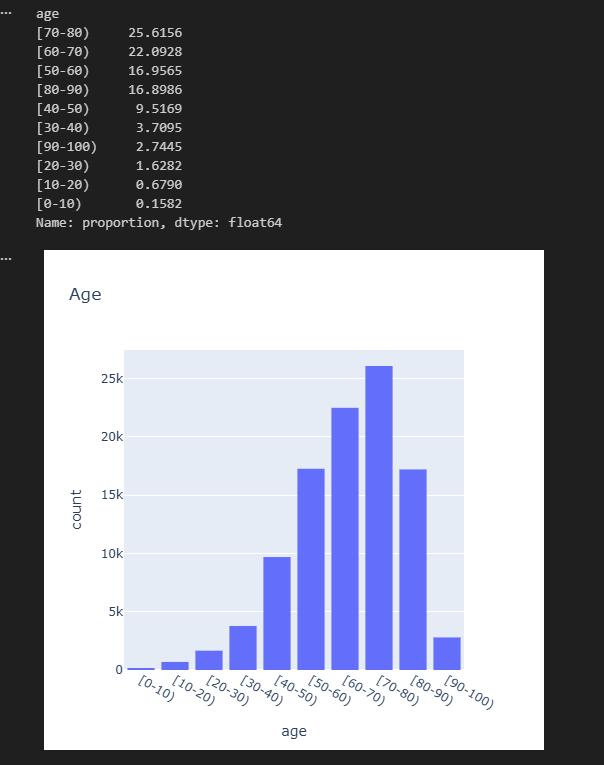 age
[70-80)     25.6156
[60-70)     22.0928
[50-60)     16.9565
[80-90)     16.8986
[40-50)      9.5169
[30-40)      3.7095
[90-100)     2.7445
[20-30)      1.6282
[10-20)      0.6790
[0-10)       0.1582
Name: proportion, dtype: float64
Age
25k
20k
15k
10k
5k
0
count
[0-10)
[10-20)
[20-30)
[30-40)
[40-50)
[50-60)
[60-70)
[70-80)
[80-90)
[90-100)
age